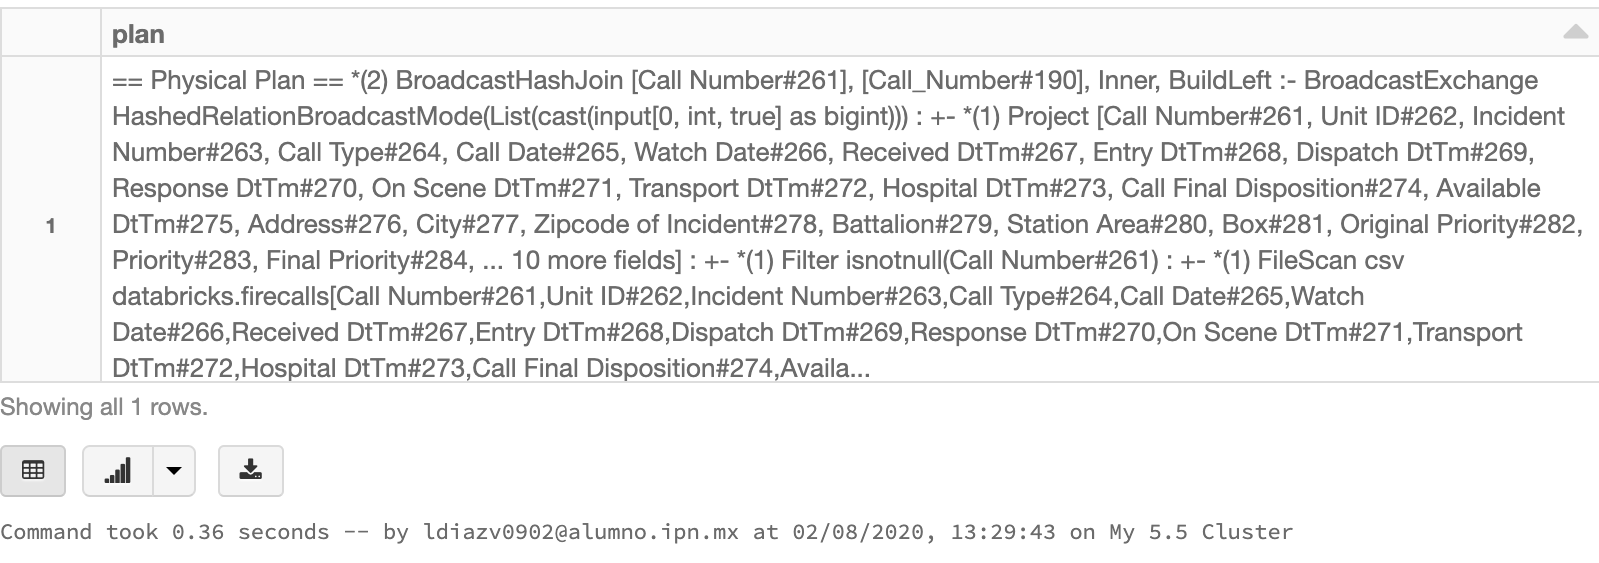 plan
== Physical Plan == *(2) BroadcastHashJoin [Call Number#261], [Call_Number#190], Inner, BuildLeft :- BroadcastExchange
HashedRelationBroadcastMode(List(cast(input[0, int, true] as bigint))) : +- *(1) Project [Call Number#261, Unit ID#262, Incident
Number#263, Call Type#264, Call Date#265, Watch Date#266, Received DtTm#267, Entry DtTm#268, Dispatch DtTm#269,
Response DtTm#270, On Scene DtTm#271, Transport DtTm#272, Hospital DtTm#273, Call Final Disposition#274, Available
1
DtTm#275, Address#276, City#277, Zipcode of Incident#278, Battalion#279, Station Area#280, Box#281, Original Priority#282,
Priority#283, Final Priority#284, ... 10 more fields] : +- *(1) Filter isnotnull(Call Number#261) : +- *(1) FileScan csv
databricks.firecalls[Call Number#261,Unit ID#262,Incident Number#263,Call Type#264,Call Date#265,Watch
Date#266,Received DtTm#267,Entry DtTm#268,Dispatch DtTm#269,Response DtTm#270,On Scene DtTm#271,Transport
DtTm#272,Hospital DtTm#273,Call Final Disposition#274,Availa...
Showing all 1 rows.
Command took 0.36 seconds -- by ldiazv0902@alumno.ipn.mx at 02/08/2020, 13:29:43 on My 5.5 Cluster